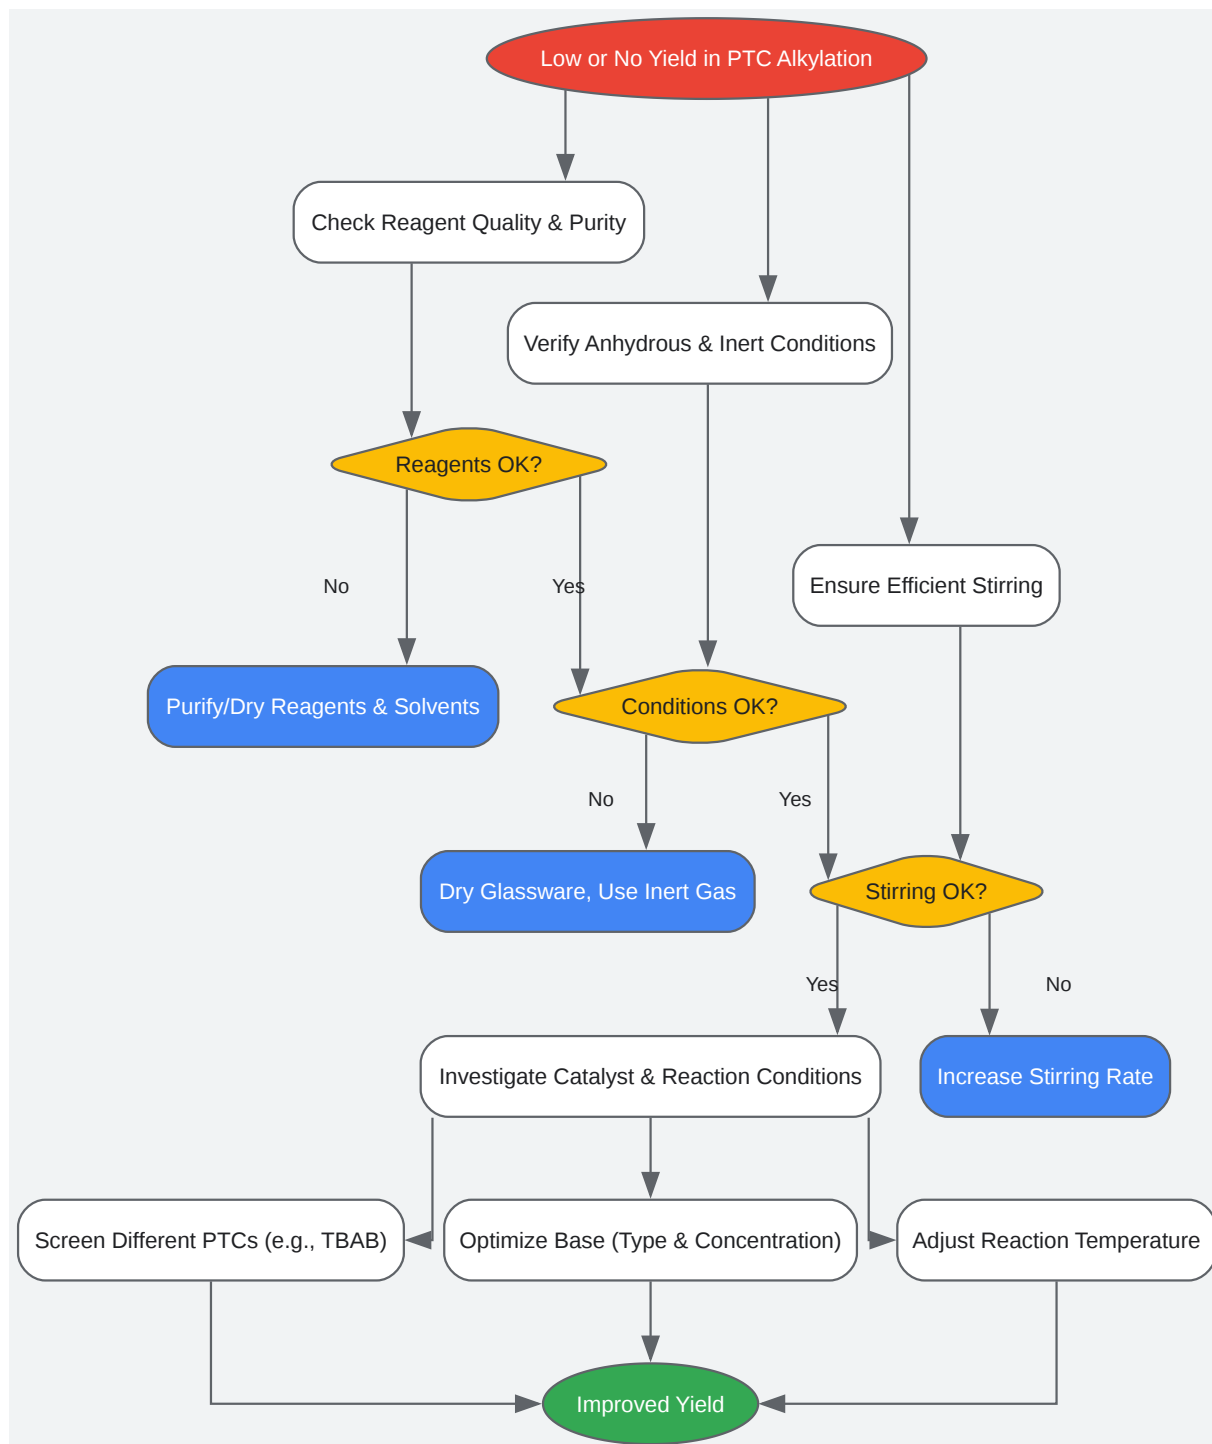 Low or No Yield in PTC Alkylation
Check Reagent Quality & Purity
Verify Anhydrous & Inert Conditions
Reagents OK?
No
Yes
Ensure Efficient Stirring
Purify/Dry Reagents & Solvents
Conditions OK?
No
Yes
Dry Glassware, Use Inert Gas
Stirring OK?
Yes
No
Investigate Catalyst & Reaction Conditions
Increase Stirring Rate
Screen Different PTCs (e.g., TBAB)
Optimize Base (Type & Concentration)
Adjust Reaction Temperature
Improved Yield